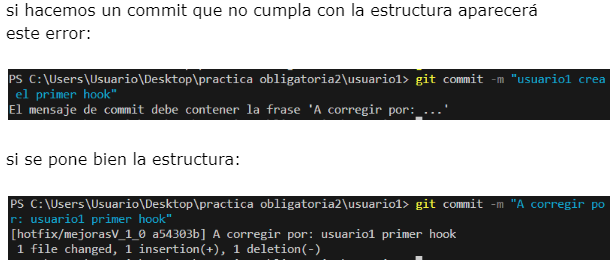 si hacemos un commit que no cumpla con la estructura aparecerá
este error:
PS C:\Users\Usuario\Desktop\practica obligatoria2\usuario1> git commit -m "usuario1 crea
el primer hook"
El mensaje de commit debe contener la frase 'A corregir por: ...'
si se pone bien la estructura:
PS C:\Users\Usuario\Desktop\practica obligatoria2\usuario1> git commit -m "A corregir po
r: usuario1 primer hook"
[hotfix/mejorasV_1_0 a54303b] A corregir por: usuario1 primer hook
1 file changed, 1 insertion(+), 1 deletion(-)